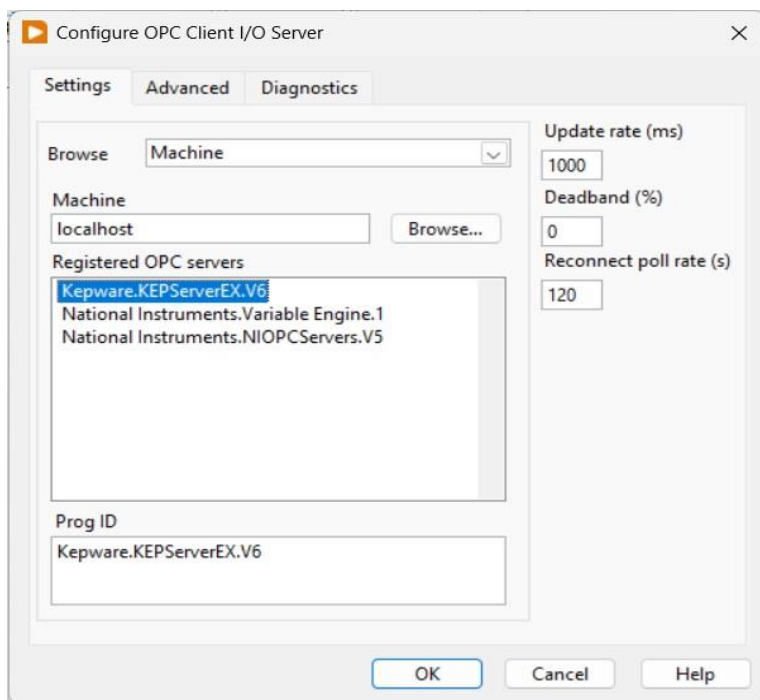 Configure OPC Client I/O Server
Settings Advanced Diagnostics
Browse Machine
Machine
localhost Browse...
Registered OPC servers
Kepware.KEPServerEX.V6
National Instruments.Variable Engine.1
National Instruments.NIOPCServers.V5
Prog ID
Kepware.KEPServerEX.V6
Update rate (ms)
1000
Deadband (%)
0
Reconnect poll rate (s)
120
OK Cancel Help